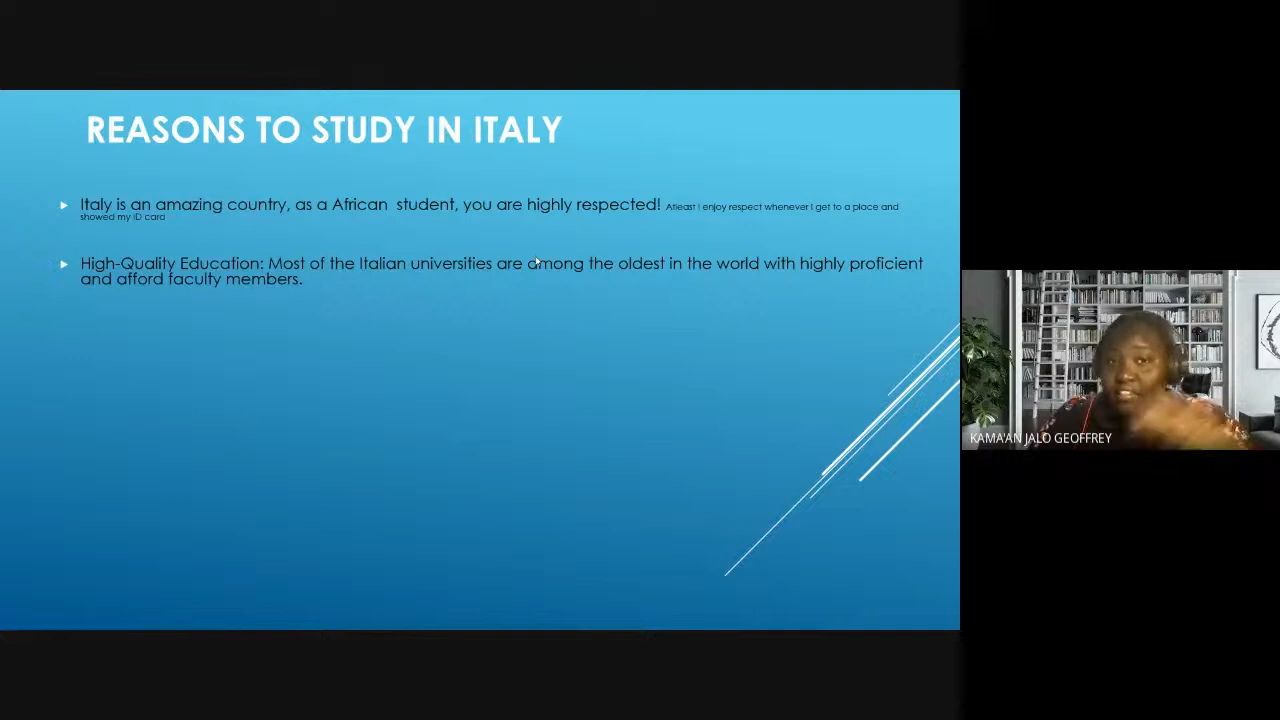 REASONS TO STUDY IN ITALY
Italy is an amazing country, as a African student, you are highly respected! Atleast I enjoy respect whenever I get to a place and
showed my ID card
High-Quality Education: Most of the Italian universities are among the oldest in the world with highly proficient
and afford faculty members.
KAMA'AN JALO GEOFFREY